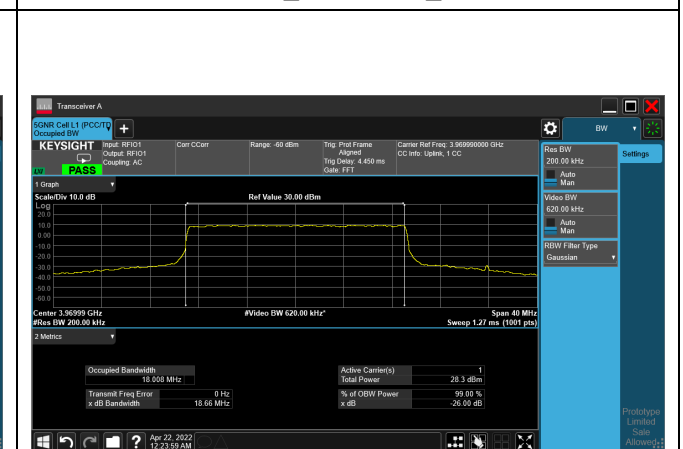 Transceiver A
5GNR Cell L1 (PCC/TD
Occupied BW
KEYSIGHT
LXI
PASS
Input: RFIO1
Output: RFIO1
Coupling: AC
Corr CCorr
Range: -60 dBm
Trig: Prot Frame
Aligned
Trig Delay: 4.450 ms
Gate: FFT
Carrier Ref Freq: 3.969990000 GHz
CC Info: Uplink, 1 CC
BW
Res BW
200.00 kHz
Auto
Man
Video BW
620.00 kHz
Auto
Man
RBW Filter Type
Gaussian
Settings
1 Graph
Scale/Div 10.0 dB
Ref Value 30.00 dBm
Log
20.0
10.0
0.00
-10.0
-20.0
-30.0
-40.0
-50.0
-60.0
Center 3.96999 GHz
#Video BW 620.00 kHz*
Span 40 MHz
#Res BW 200.00 kHz
Sweep 1.27 ms (1001 pts)
2 Metrics
Occupied Bandwidth
18.008 MHz
Active Carrier(s) 1
Total Power 28.3 dBm
Transmit Freq Error 0 Hz
x dB Bandwidth 18.66 MHz
% of OBW Power 99.00 %
x dB -26.00 dB
Prototype
Limited
Sale
Allowed
Apr 22, 2022
12:23:59 AM